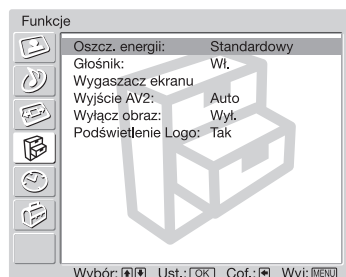 Funkcje
Oszcz. energii: Standardowy
Głośnik: Wł.
Wygaszacz ekranu
Wyjście AV2: Auto
Wyłącz obraz: Wył.
Podświetlenie Logo: Tak
Wybór: Ust.: OK Cof.: Wyj: MENU